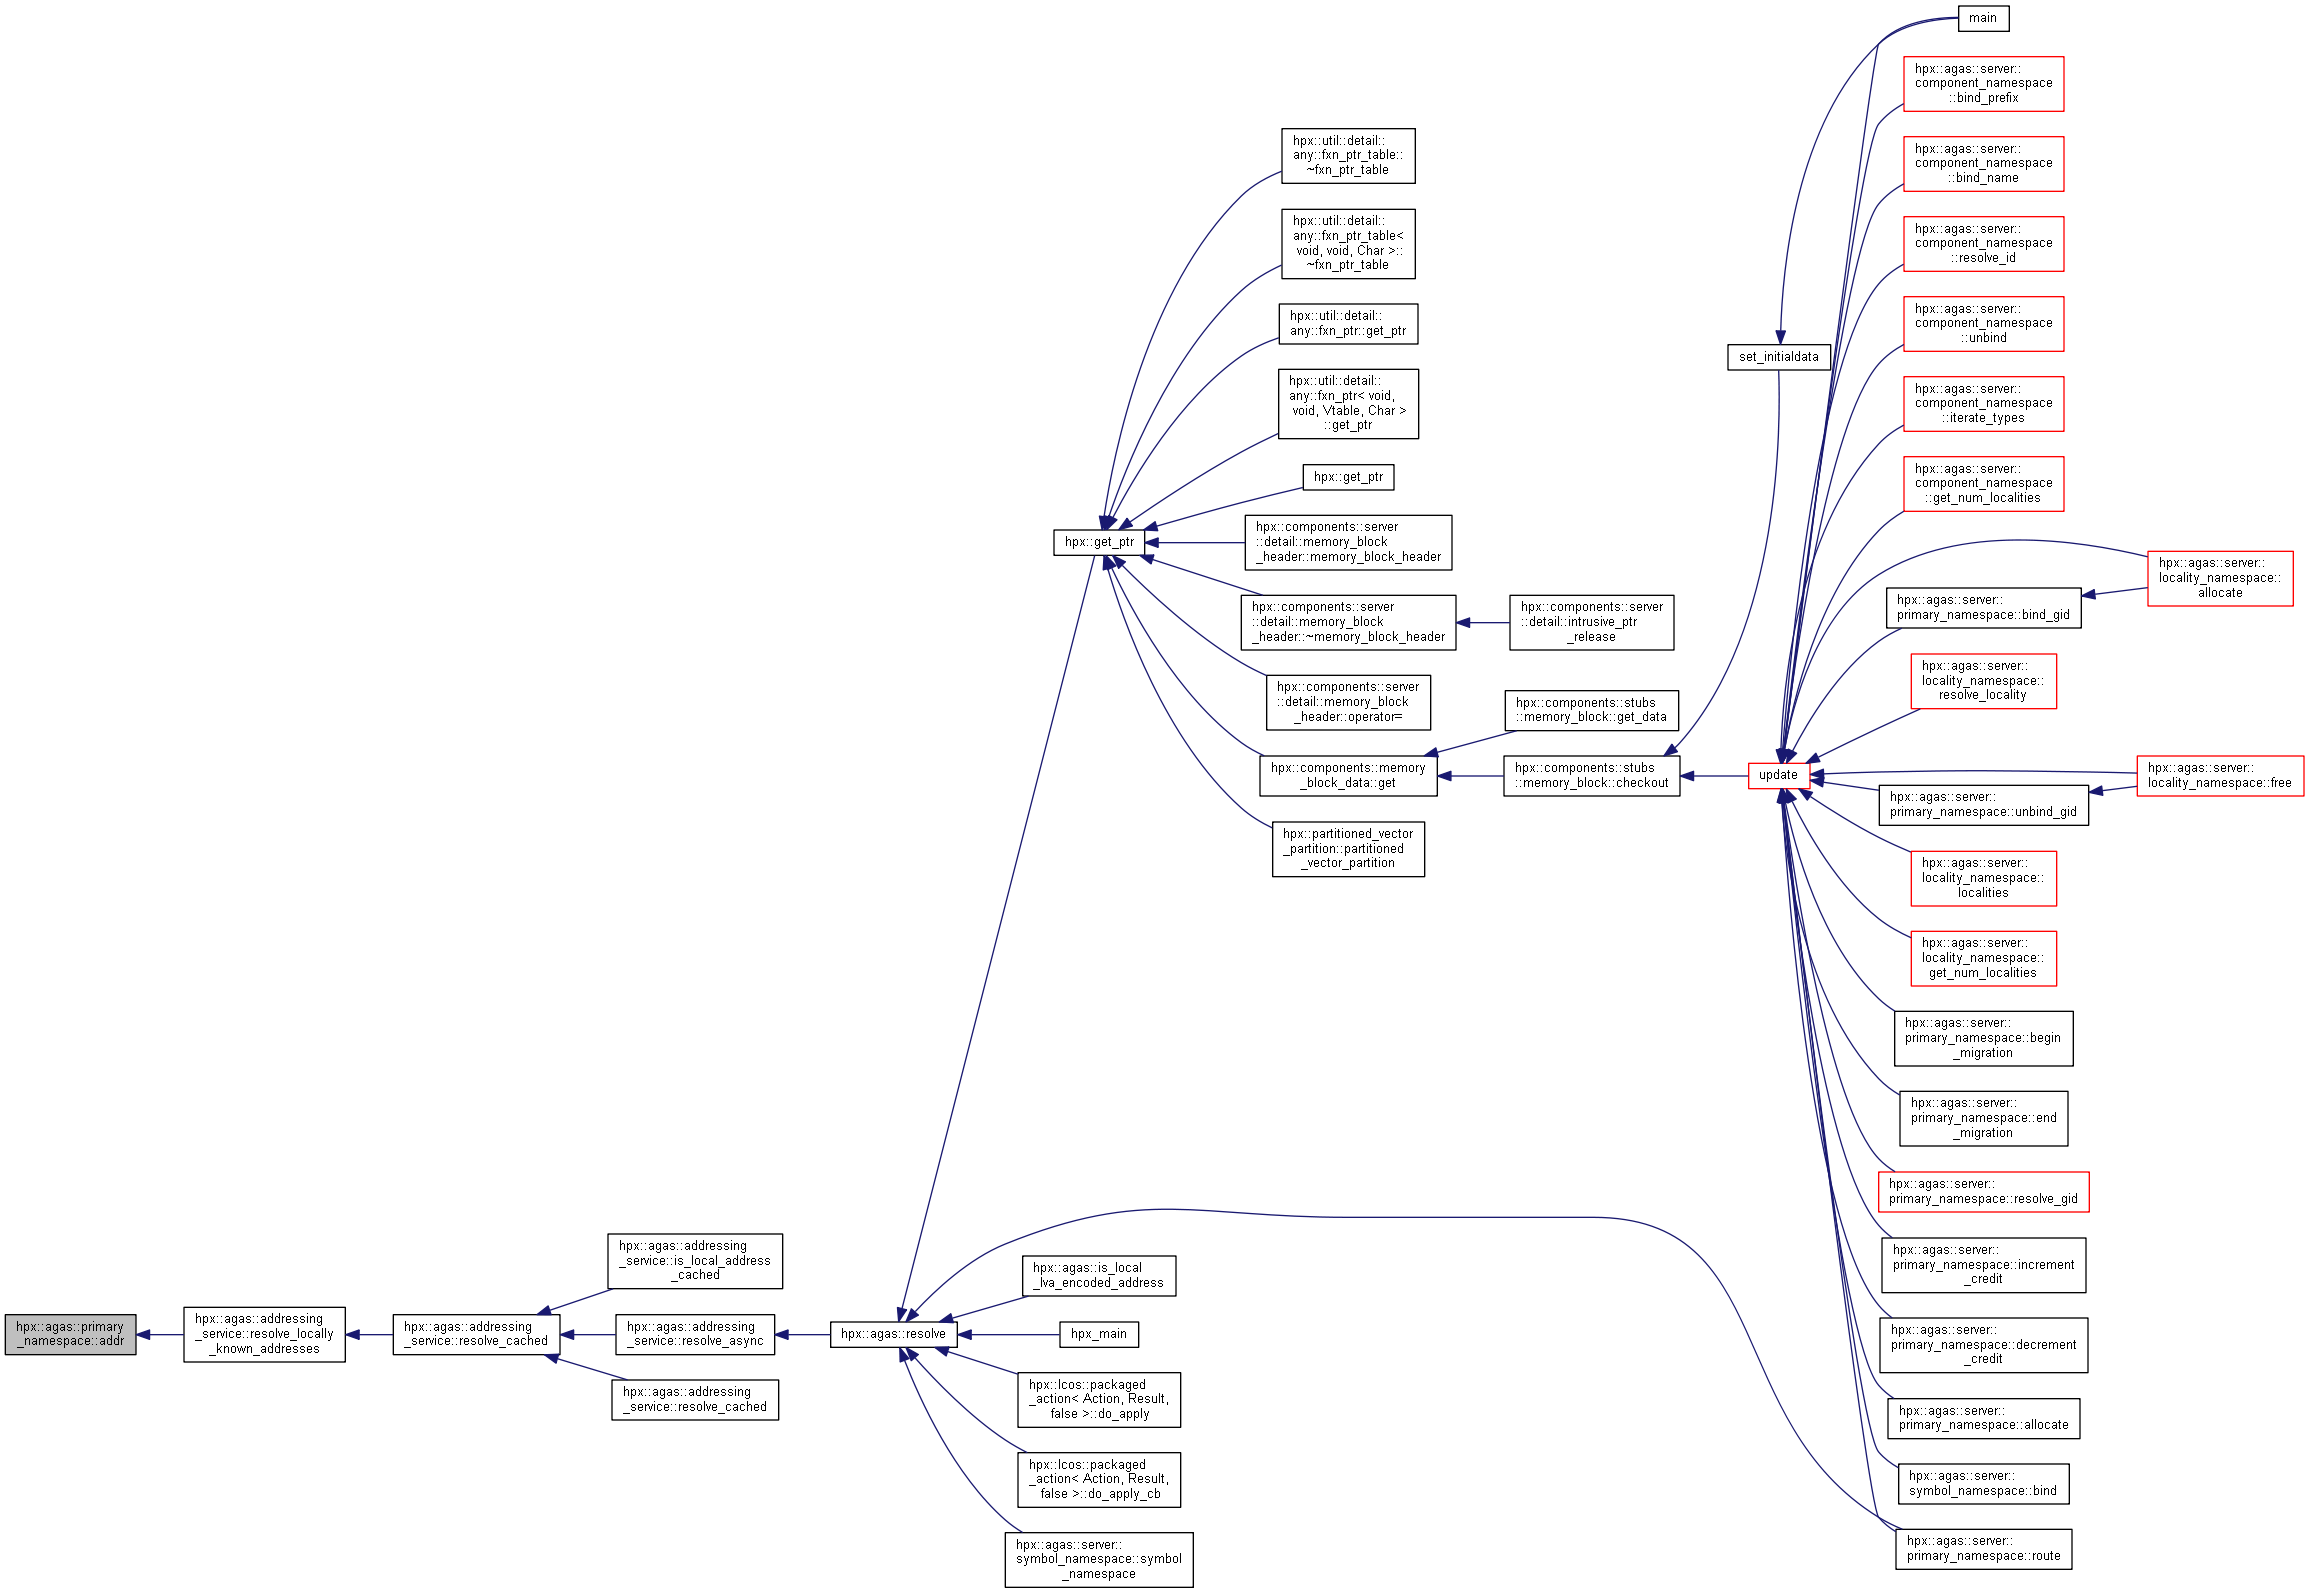 hpx::agas::primary
_namespace::addr
hpx::agas::addressing
_service::resolve_locally
_known_addresses
hpx::agas::addressing
_service::resolve_cached
hpx::agas::addressing
_service::is_local_address
_cached
hpx::agas::addressing
_service::resolve_async
hpx::agas::addressing
_service::resolve_cached
hpx::agas::resolve
hpx::get_ptr
hpx::agas::is_local
_lva_encoded_address
hpx_main
hpx::lcos::packaged
_action< Action, Result,
false >::do_apply
hpx::lcos::packaged
_action< Action, Result,
false >::do_apply_cb
hpx::agas::server::
symbol_namespace::symbol
_namespace
hpx::util::detail::
any::fxn_ptr_table::
~fxn_ptr_table
hpx::util::detail::
any::fxn_ptr_table<
void, void, Char >::
~fxn_ptr_table
hpx::util::detail::
any::fxn_ptr::get_ptr
hpx::util::detail::
any::fxn_ptr< void,
void, Vtable, Char >
::get_ptr
hpx::get_ptr
hpx::components::server
::detail::memory_block
_header::memory_block_header
hpx::components::server
::detail::memory_block
_header::~memory_block_header
hpx::components::server
::detail::memory_block
_header::operator=
hpx::components::memory
_block_data::get
hpx::partitioned_vector
_partition::partitioned
_vector_partition
hpx::components::server
::detail::intrusive_ptr
_release
hpx::components::stubs
::memory_block::get_data
hpx::components::stubs
::memory_block::checkout
set_initialdata
update
main
hpx::agas::server::
component_namespace
::bind_prefix
hpx::agas::server::
component_namespace
::bind_name
hpx::agas::server::
component_namespace
::resolve_id
hpx::agas::server::
component_namespace
::unbind
hpx::agas::server::
component_namespace
::iterate_types
hpx::agas::server::
component_namespace
::get_num_localities
hpx::agas::server::
locality_namespace::
allocate
hpx::agas::server::
primary_namespace::bind_gid
hpx::agas::server::
locality_namespace::
resolve_locality
hpx::agas::server::
locality_namespace::free
hpx::agas::server::
primary_namespace::unbind_gid
hpx::agas::server::
locality_namespace::
localities
hpx::agas::server::
locality_namespace::
get_num_localities
hpx::agas::server::
primary_namespace::begin
_migration
hpx::agas::server::
primary_namespace::end
_migration
hpx::agas::server::
primary_namespace::resolve_gid
hpx::agas::server::
primary_namespace::increment
_credit
hpx::agas::server::
primary_namespace::decrement
_credit
hpx::agas::server::
primary_namespace::allocate
hpx::agas::server::
symbol_namespace::bind
hpx::agas::server::
primary_namespace::route